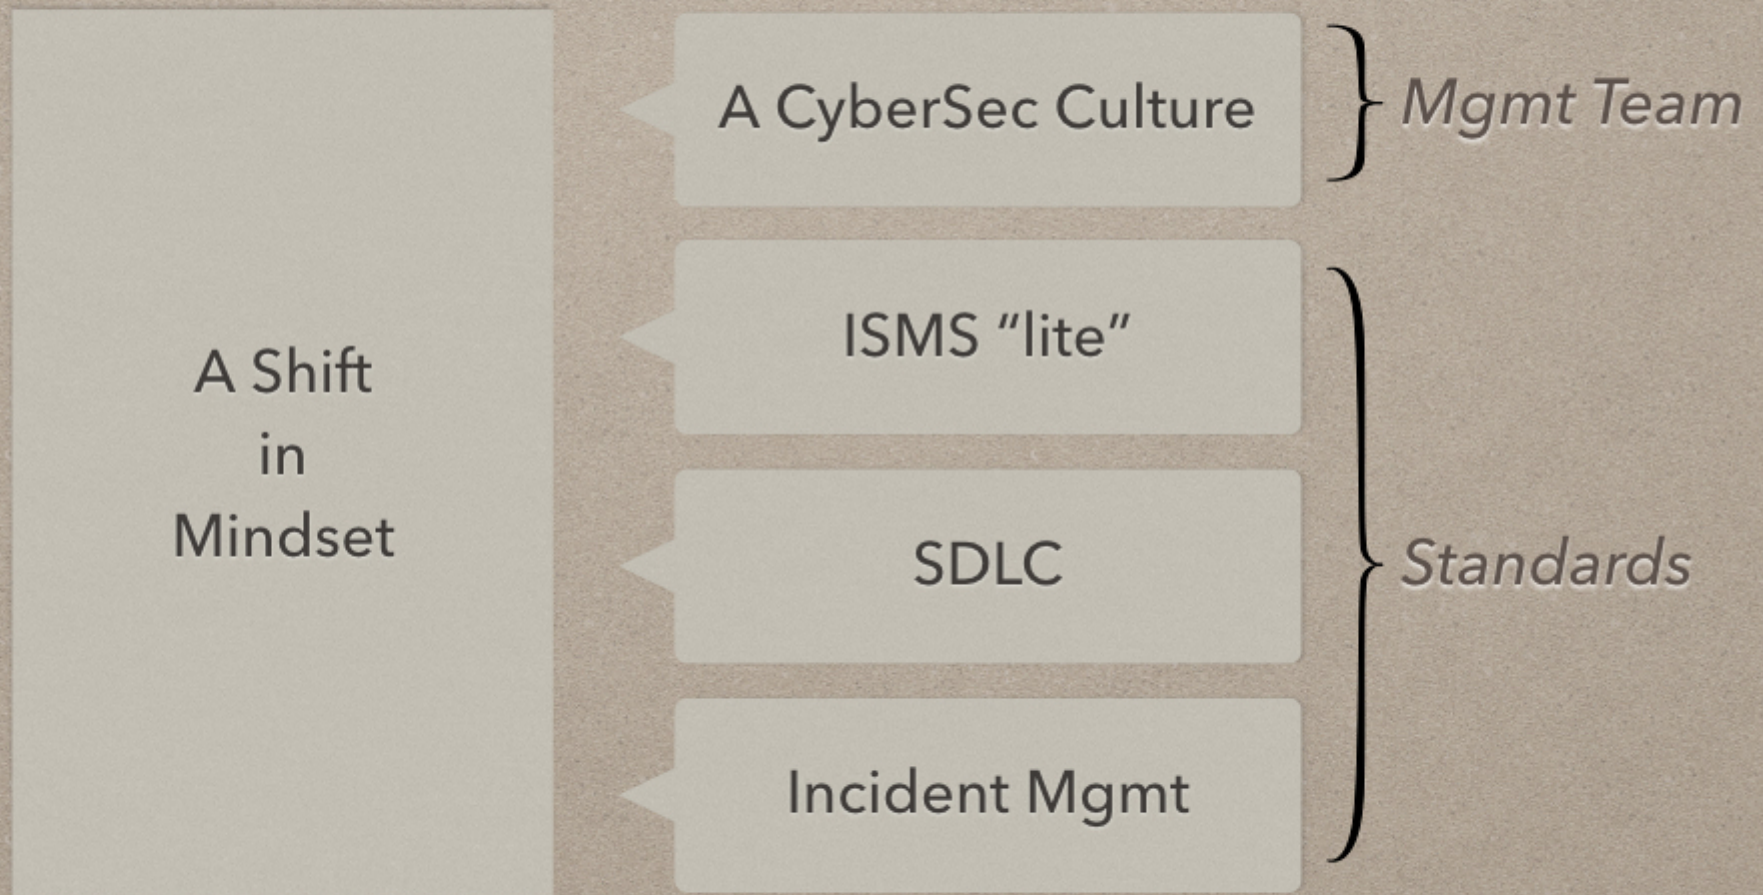 A Shift
in
Mindset
A CyberSec Culture
Mgmt Team
ISMS “lite”
SDLC
Standards
Incident Mgmt